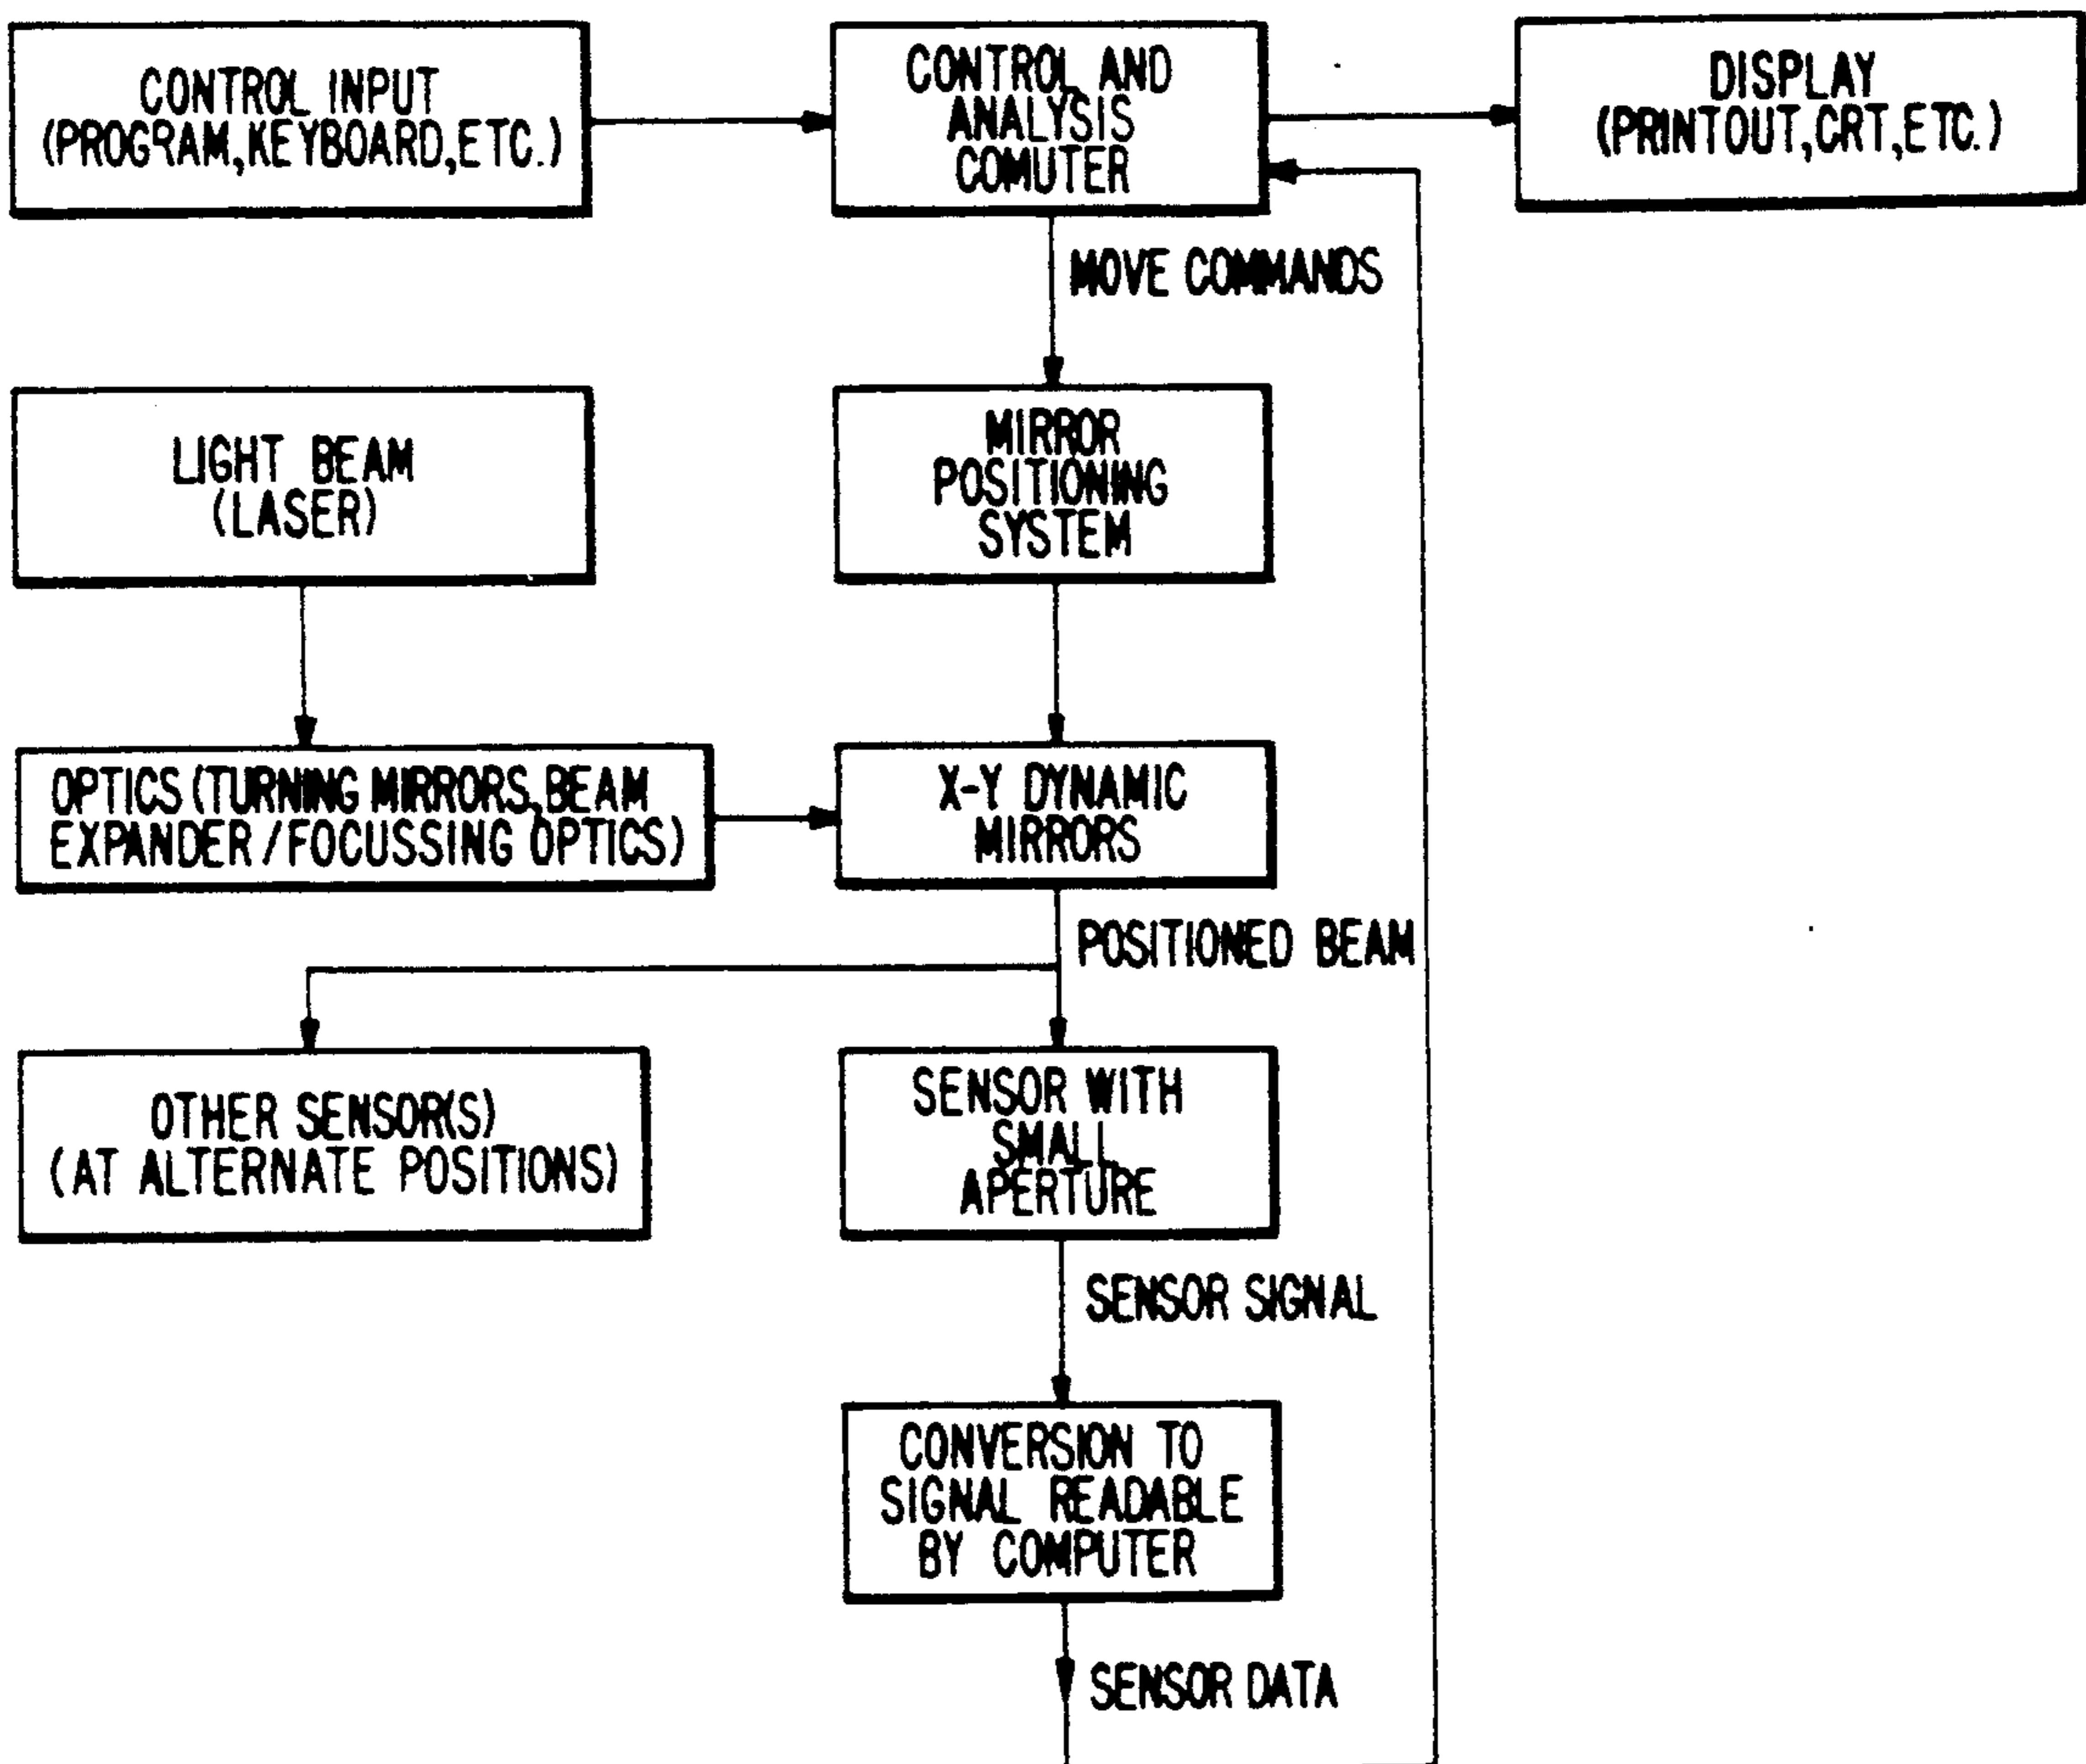 CONTROL INPUT
(PROGRAM,KEYBOARD,ETC.)
CONTROL AND
ANALYSIS
COMUTER
DISPLAY
(PRINTOUT,CRT,ETC.)
MOVE COMMANDS
LIGHT BEAM
(LASER)
MIRROR
POSITIONING
SYSTEM
OPTICS (TURNING MIRRORS,BEAM
EXPANDER/FOCUSSING OPTICS)
X-Y DYNAMIC
MIRRORS
POSITIONED BEAM
OTHER SENSOR(S)
(AT ALTERNATE POSITIONS)
SENSOR WITH
SMALL
APERTURE
SENSOR SIGNAL
CONVERSION TO
SIGNAL READABLE
BY COMPUTER
SENSOR DATA